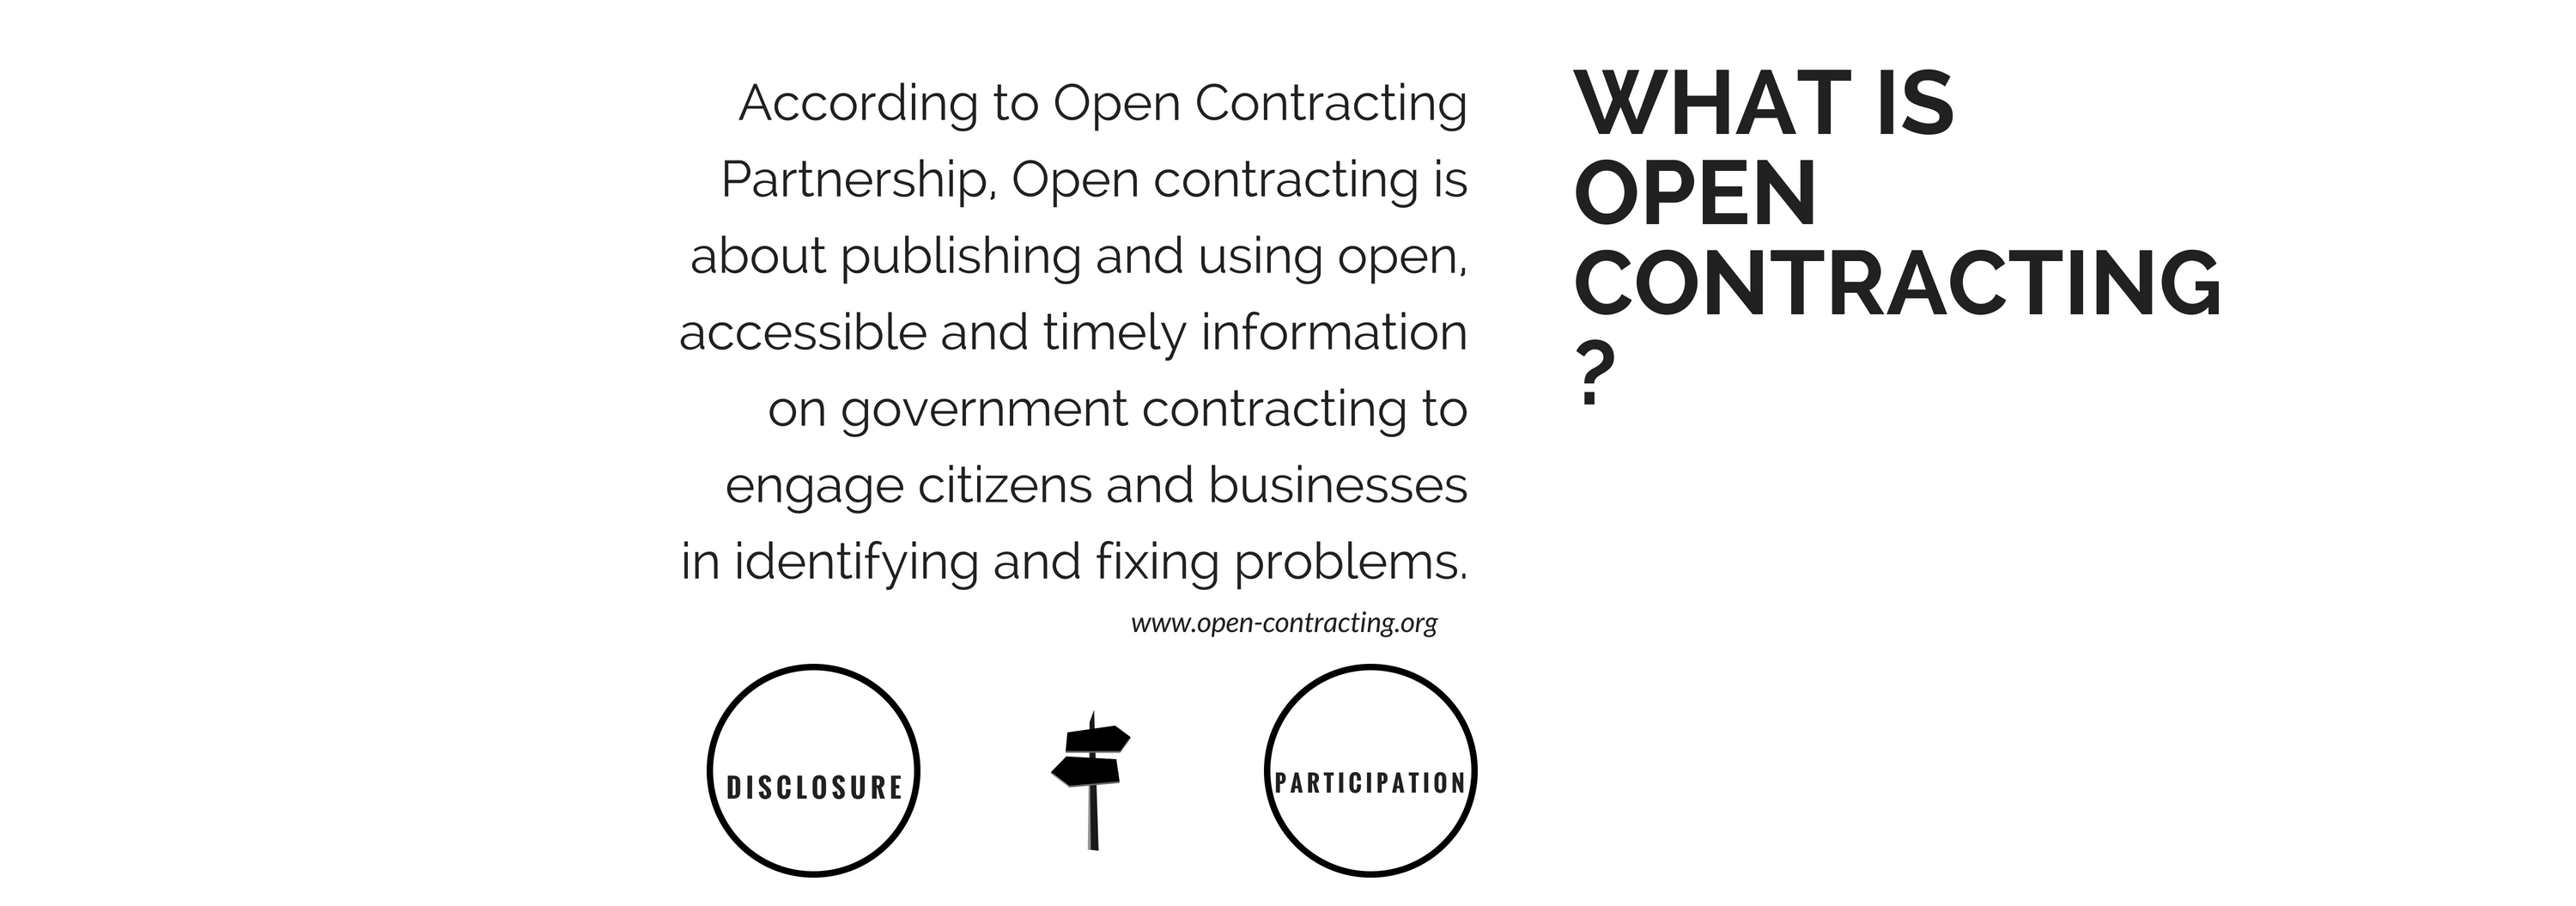 WHAT IS
OPEN
CONTRACTING
?
According to Open Contracting
Partnership, Open contracting is
about publishing and using open,
accessible and timely information
on government contracting to
engage citizens and businesses
in identifying and fixing problems.
www.open-contracting.org
DISCLOSURE
PARTICIPATION